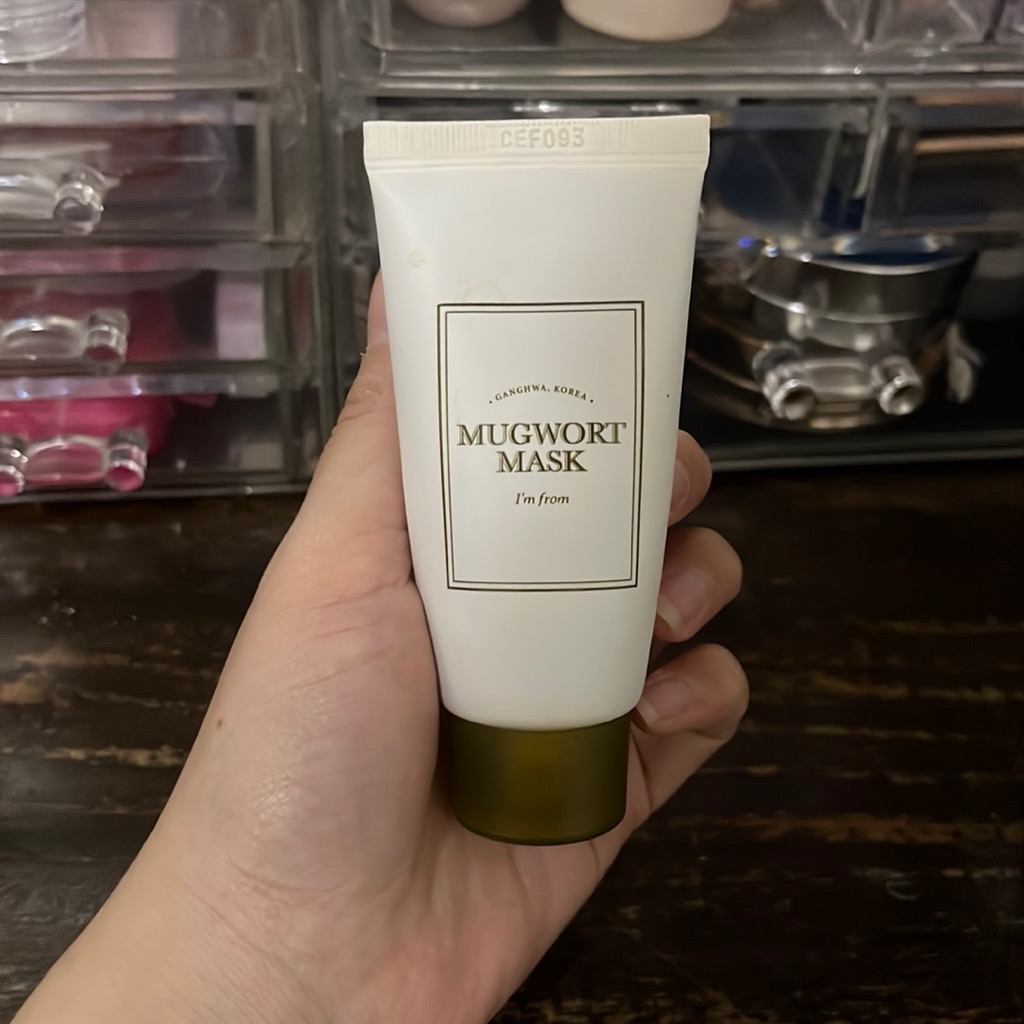 CEF093
· GANGHWA, KOREA ·
MUGWORT
MASK
I'm from